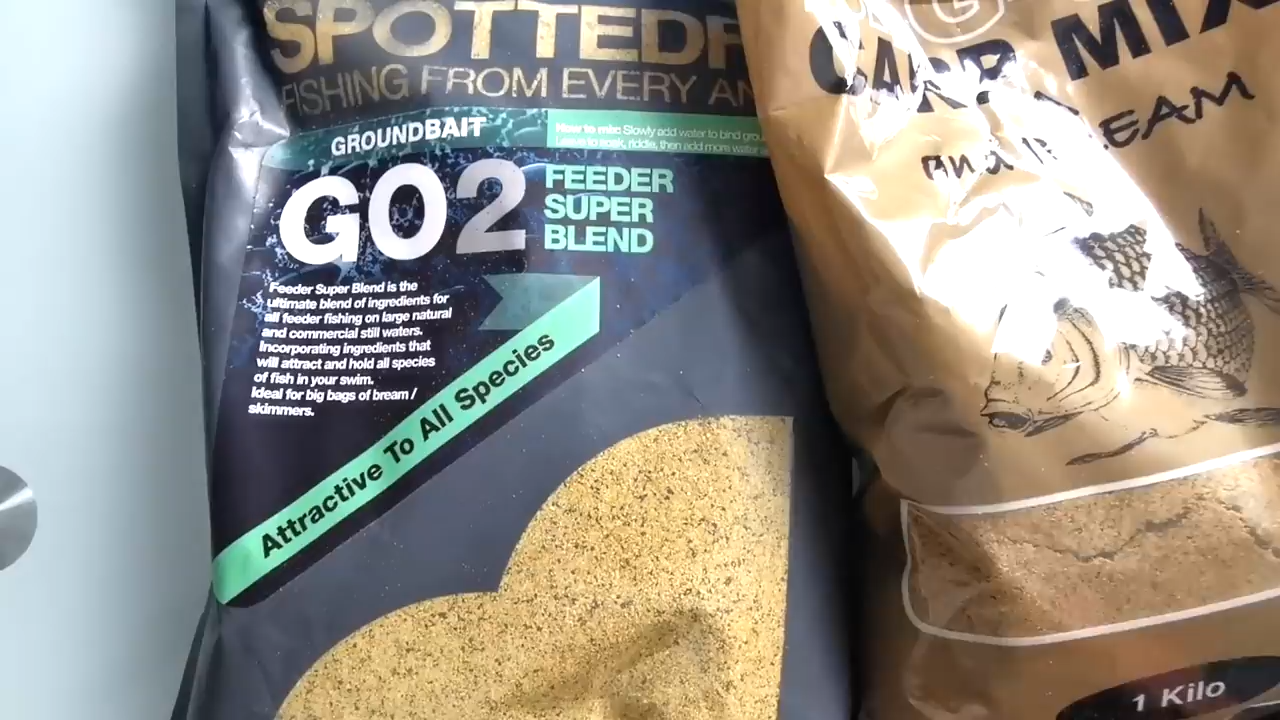 SPOTTEDF
FISHING FROM EVERY AN
GROUNDBAIT
How to mix: Slowly add water to bind grou
Leave to soak, riddle, then add more water
G02
FEEDER
SUPER
BLEND
Feeder Super Blend is the
ultimate blend of ingredients for
all feeder fishing on large natural
and commercial still waters.
Incorporating ingredients that
will attract and hold all species
of fish in your swim.
Ideal for big bags of bream /
skimmers.
Attractive To All Species
G
CARP MIX
and
1 Kilo